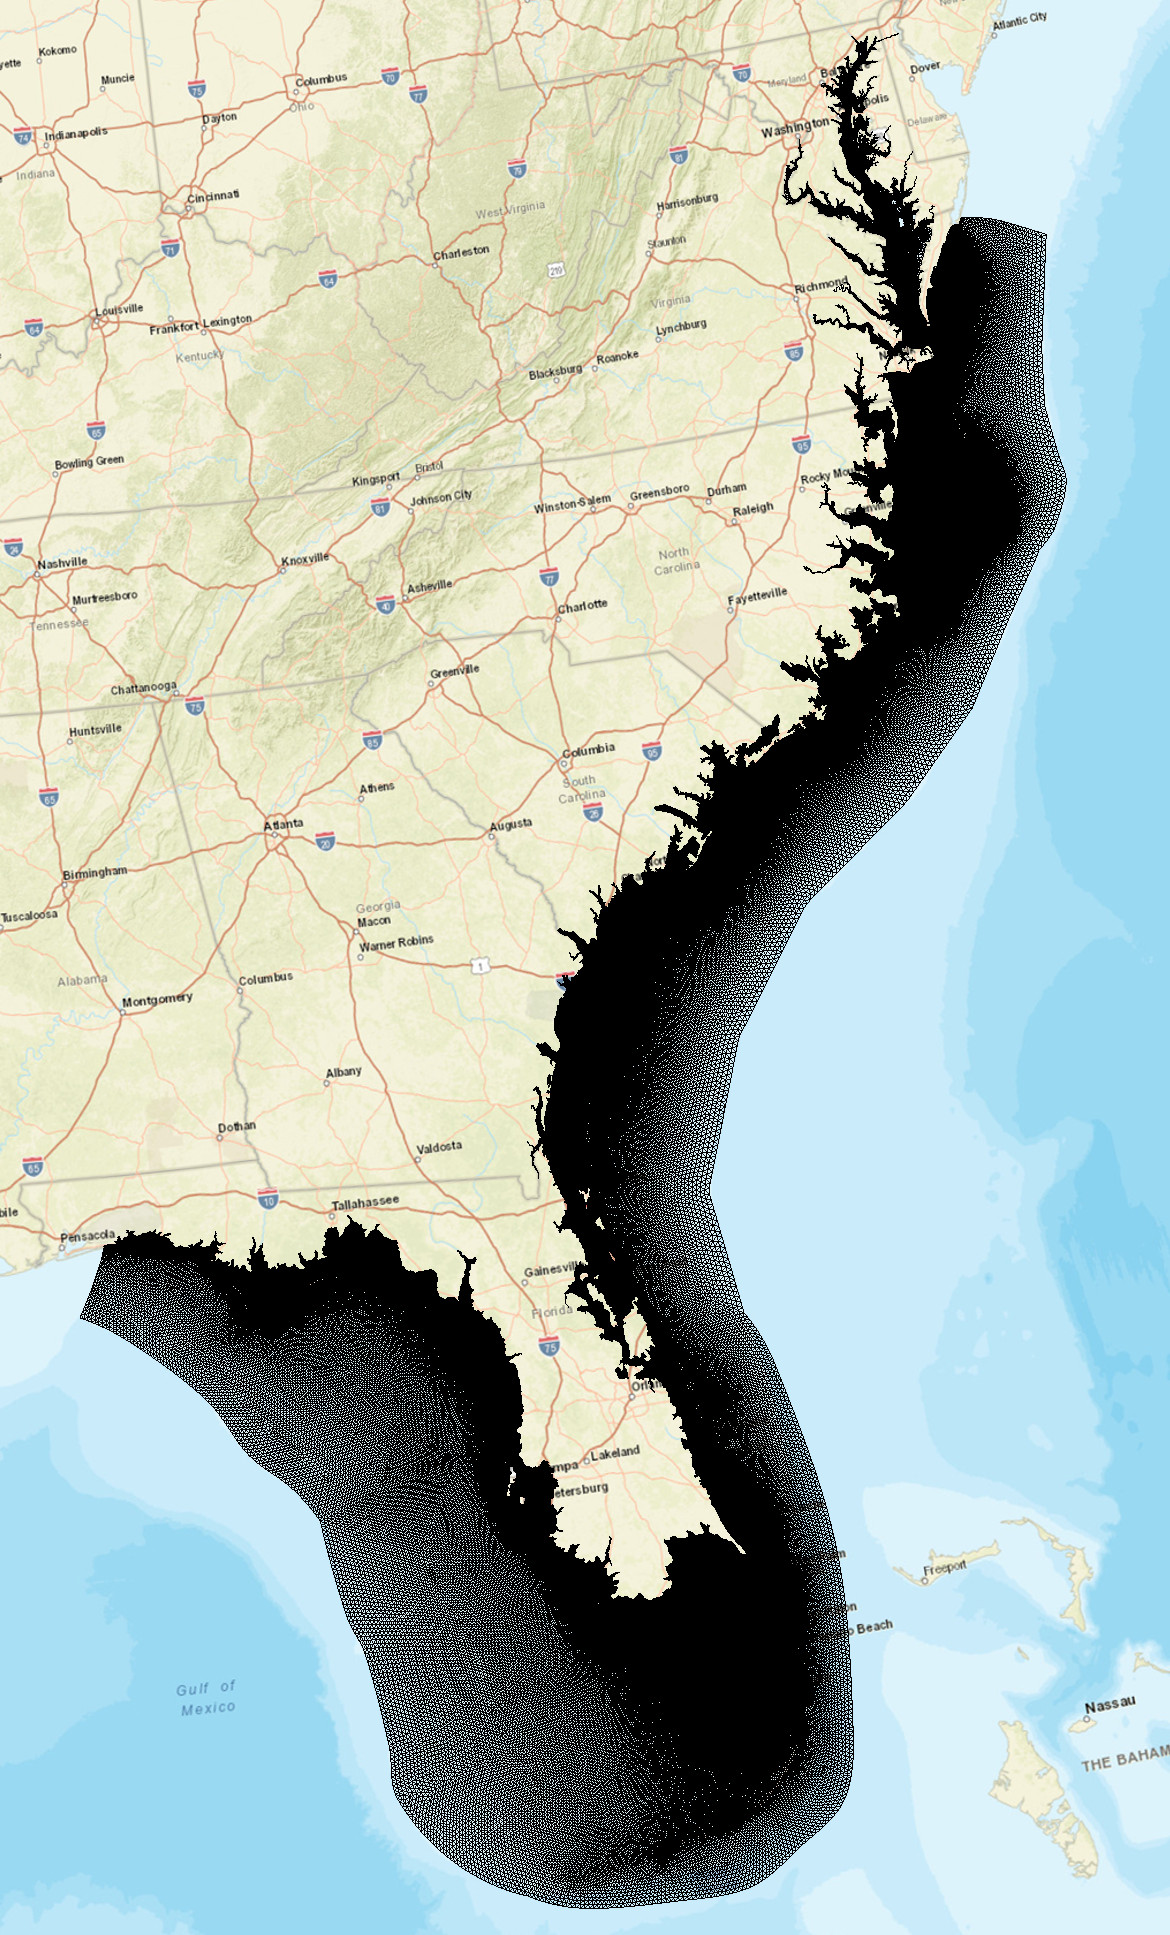 Atlantic City
Kokomo
yette
Muncie
Columbus
Ohio
70
75
77
70
Maryland
Dover
Dayton
74
Indianapolis
Indiana
Washington
polis
Delaware
81
79
Cincinnati
West Virginia
Harrisonburg
71
Charleston
Staunton
64
219
Louisville
Richmond
Virginia
64
Frankfort
Lexington
Lynchburg
Kentucky
85
Roanoke
Blacksburg
65
95
Bowling Green
Bristol
Kingsport
Rocky Mou
81
Johnson City
Winston-Salem
Greensboro
Durham
Raleigh
24
Nashville
Knoxville
North
Carolina
77
Murfreesboro
Asheville
40
Charlotte
Fayetteville
Tennessee
Greenville
Chattanooga
75
Huntsville
85
Columbia
95
South
Carolina
65
Athens
26
Atlanta
20
Augusta
Birmingham
Georgia
Macon
Tuscaloosa
Warner Robins
1
Alabama
Columbus
Montgomery
Albany
Dothan
Valdosta
65
10
Tallahassee
bile
Pensacola
Gainesvil
Florida
75
Orl
Lakeland
mpa
etersburg
Freeport
Beach
Gulf of
Mexico
Nassau
THE BAHAM